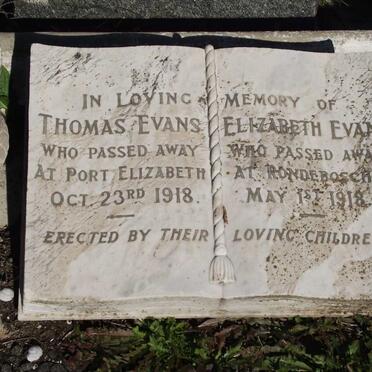 IN LOVING MEMORY OF
THOMAS EVANS ELIZABETH EVAN
WHO PASSED AWAY WHO PASSED AWA
AT PORT ELIZABETH AT RONDEBOSCH
OCT. 23RD 1918. MAY 1ST 1918.
ERECTED BY THEIR LOVING CHILDRE